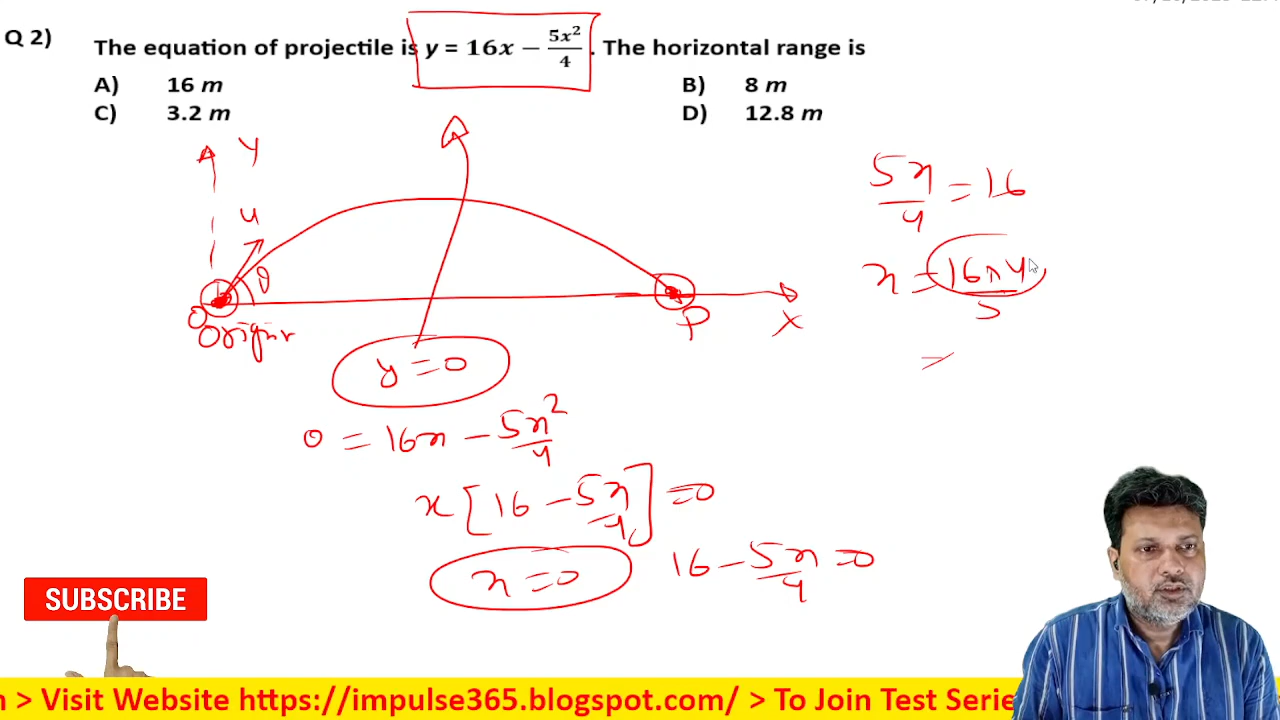 Q 2)
The equation of projectile is y = 16x − 5x²/4. The horizontal range is
A) 16 m B) 8 m
C) 3.2 m D) 12.8 m
y
u
θ
O
Origin
P
X
y = 0
0 = 16x − 5x²/4
x [16 − 5x/4] = 0
x = 0
16 − 5x/4 = 0
5x/4 = 16
x = 16x4/5
=
SUBSCRIBE
> Visit Website https://impulse365.blogspot.com/ > To Join Test Serie